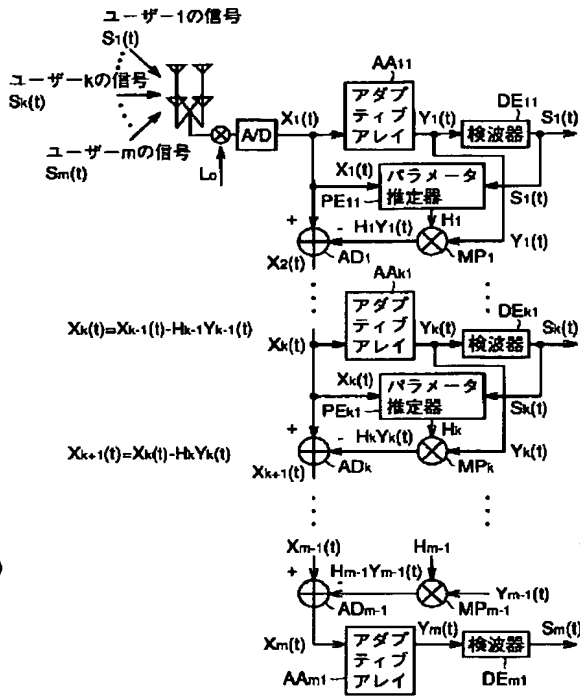 ユーザー1の信号
S1(t)
ユーザーkの信号
Sk(t)
ユーザーmの信号
Sm(t)
Lo
A/D
X1(t)
AA11
アダプ
ティブ
アレイ
Y1(t)
DE11
検波器
S1(t)
X1(t)
PE11
パラメータ
推定器
S1(t)
H1
+
-
H1Y1(t)
Y1(t)
AD1
MP1
X2(t)
AAk1
Xk(t)=Xk-1(t)-Hk-1Yk-1(t)
Xk(t)
アダプ
ティブ
アレイ
Yk(t)
DEk1
検波器
Sk(t)
Xk(t)
PEk1
パラメータ
推定器
Sk(t)
Hk
+
-
HkYk(t)
Yk(t)
Xk+1(t)=Xk(t)-HkYk(t)
ADk
MPk
Xk+1(t)
Xm-1(t)
Hm-1
+
-
Hm-1Ym-1(t)
Ym-1(t)
ADm-1
MPm-1
Xm(t)
アダプ
ティブ
アレイ
Ym(t)
検波器
Sm(t)
AAm1
DEm1